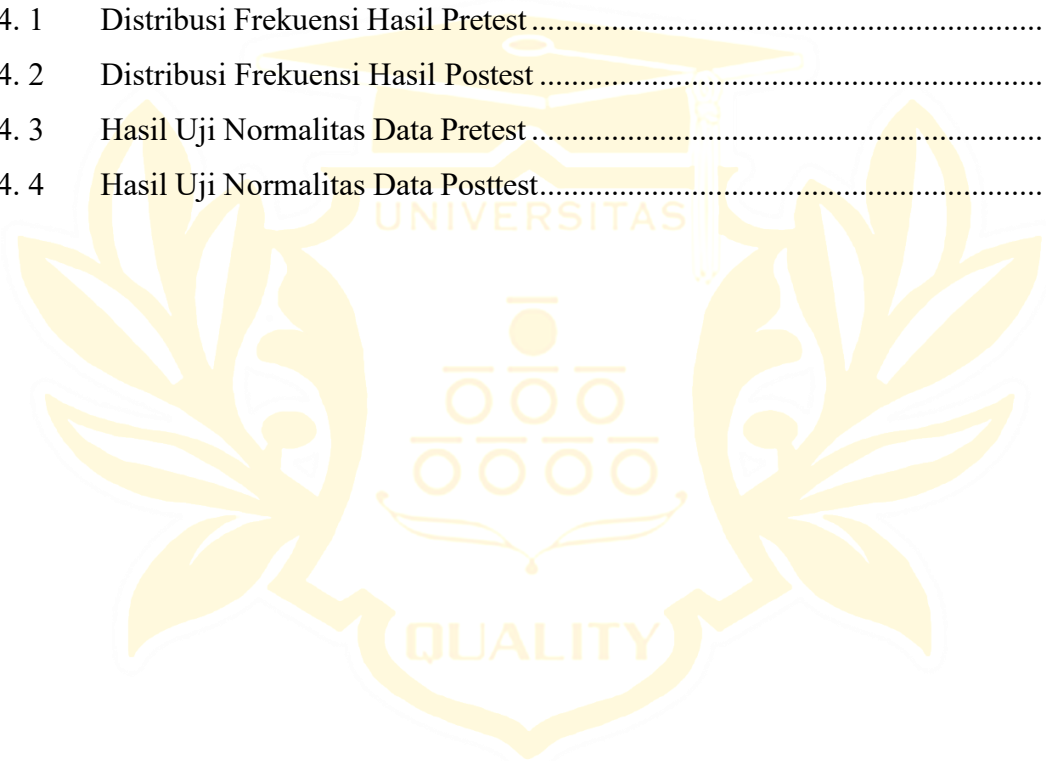 4. 1 Distribusi Frekuensi Hasil Pretest ................................................................
4. 2 Distribusi Frekuensi Hasil Postest ...............................................................
4. 3 Hasil Uji Normalitas Data Pretest ................................................................
4. 4 Hasil Uji Normalitas Data Posttest...............................................................
UNIVERSITAS
QUALITY